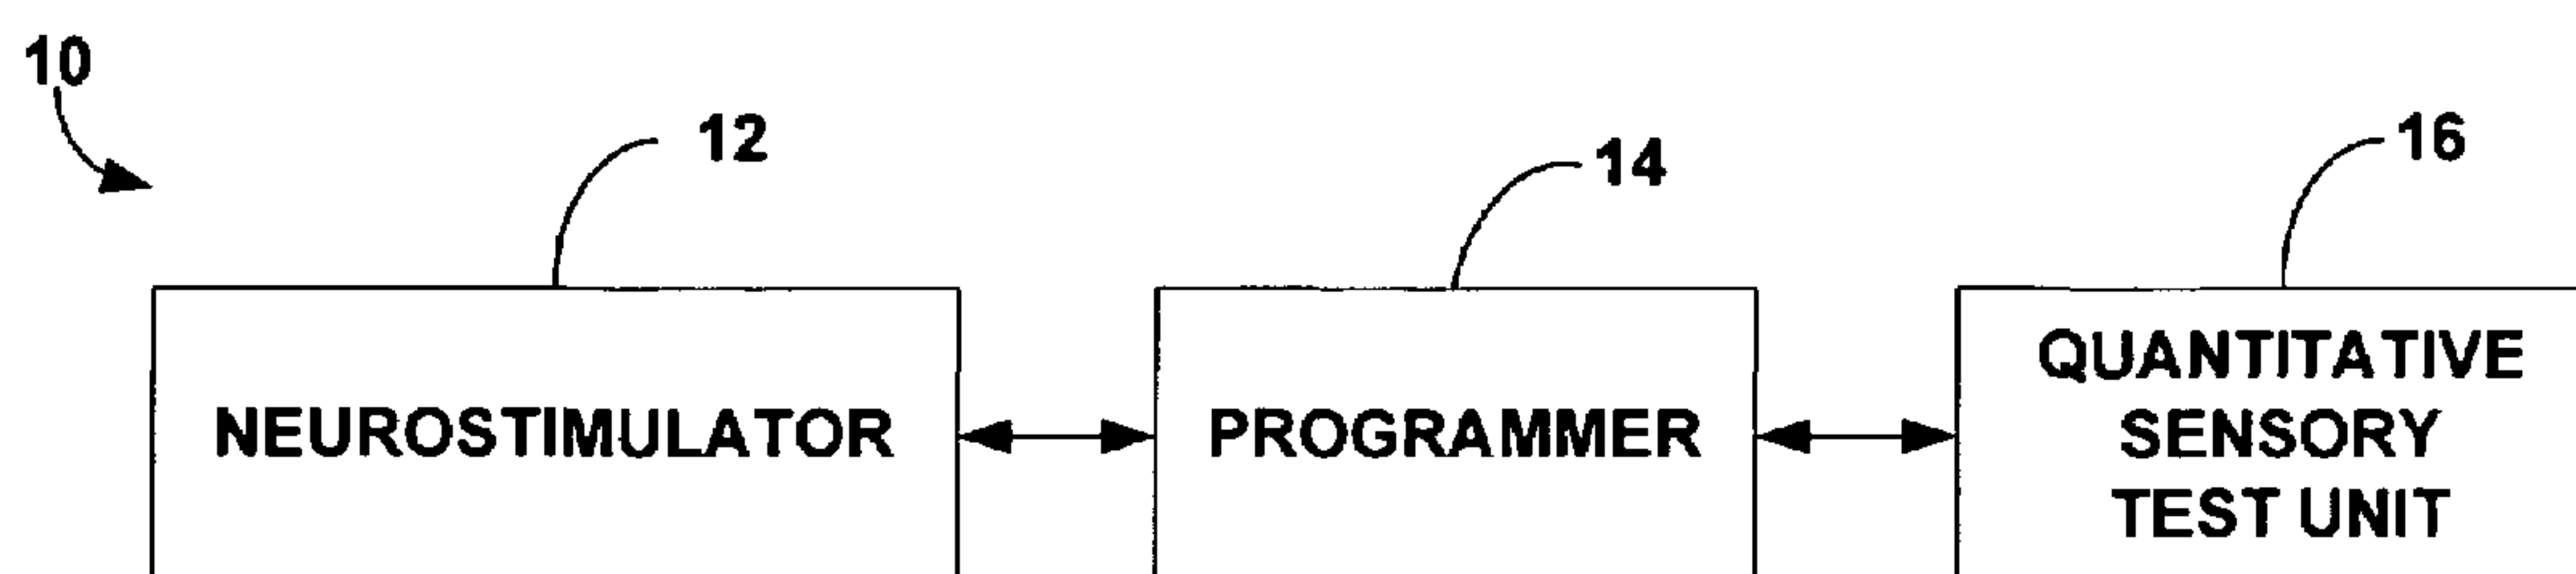 10
12
14
16
NEUROSTIMULATOR
PROGRAMMER
QUANTITATIVE
SENSORY
TEST UNIT